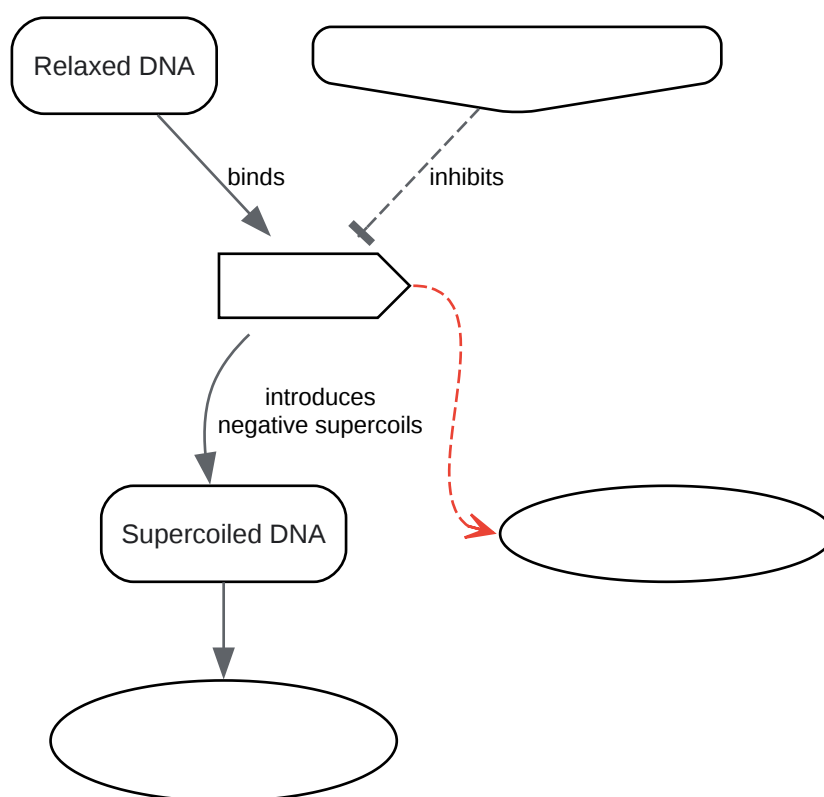 Relaxed DNA
binds
inhibits
introduces
negative supercoils
Supercoiled DNA